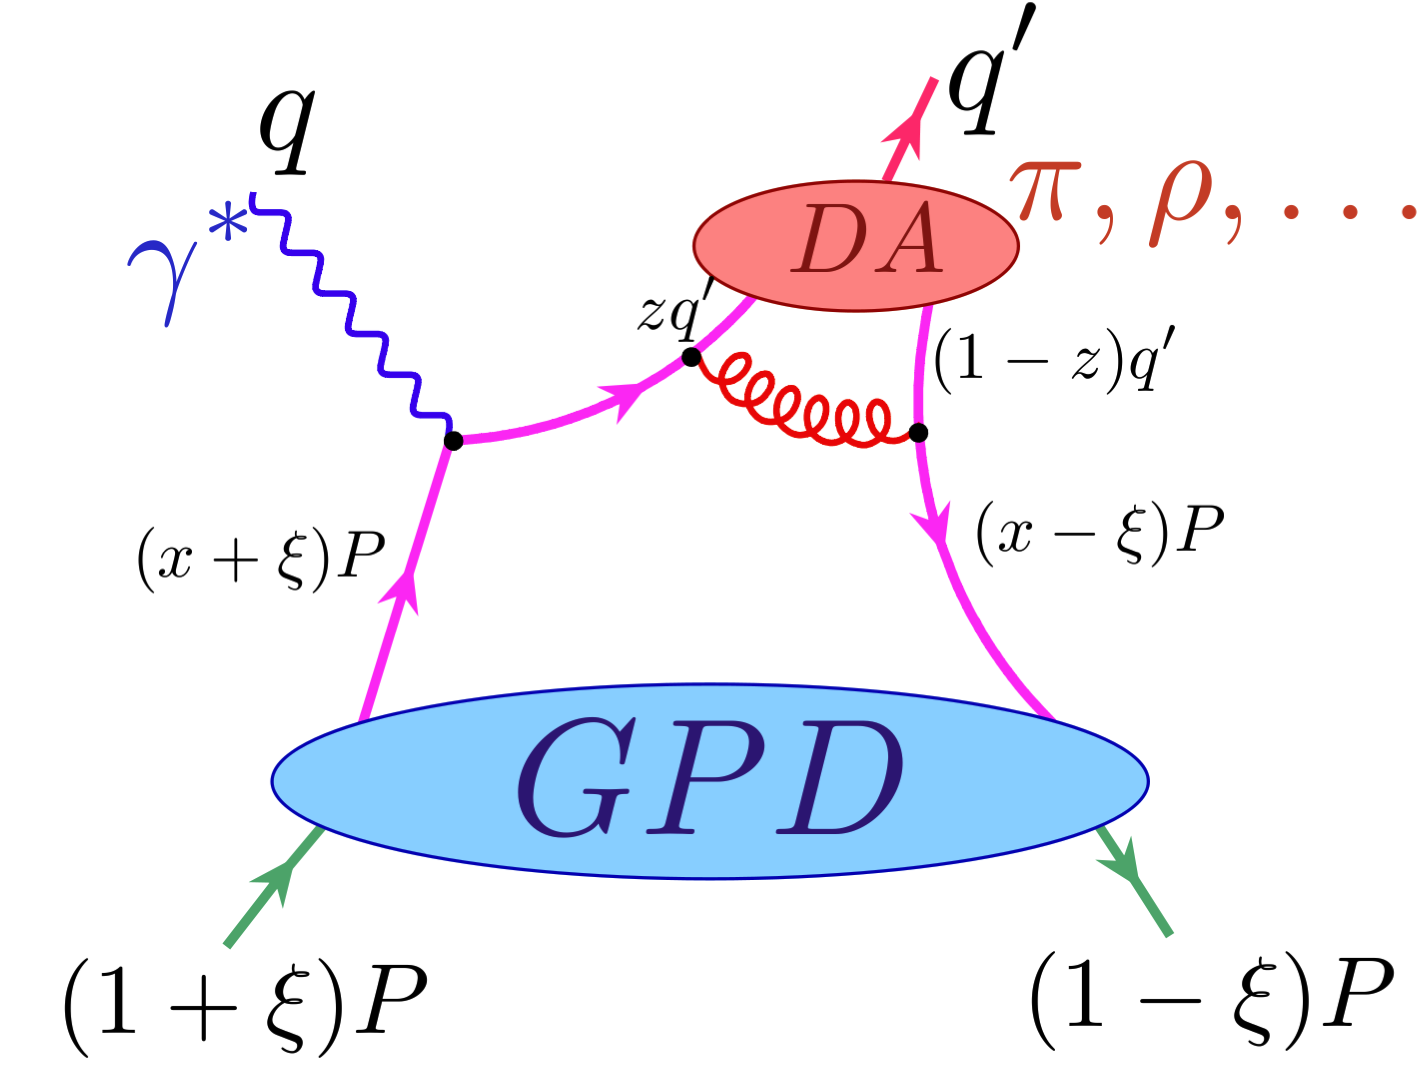 q′
q
π, ρ, . . .
DA
γ*
zq′
(1 − z)q′
(x + ξ)P
(x − ξ)P
GPD
(1 + ξ)P
(1 − ξ)P